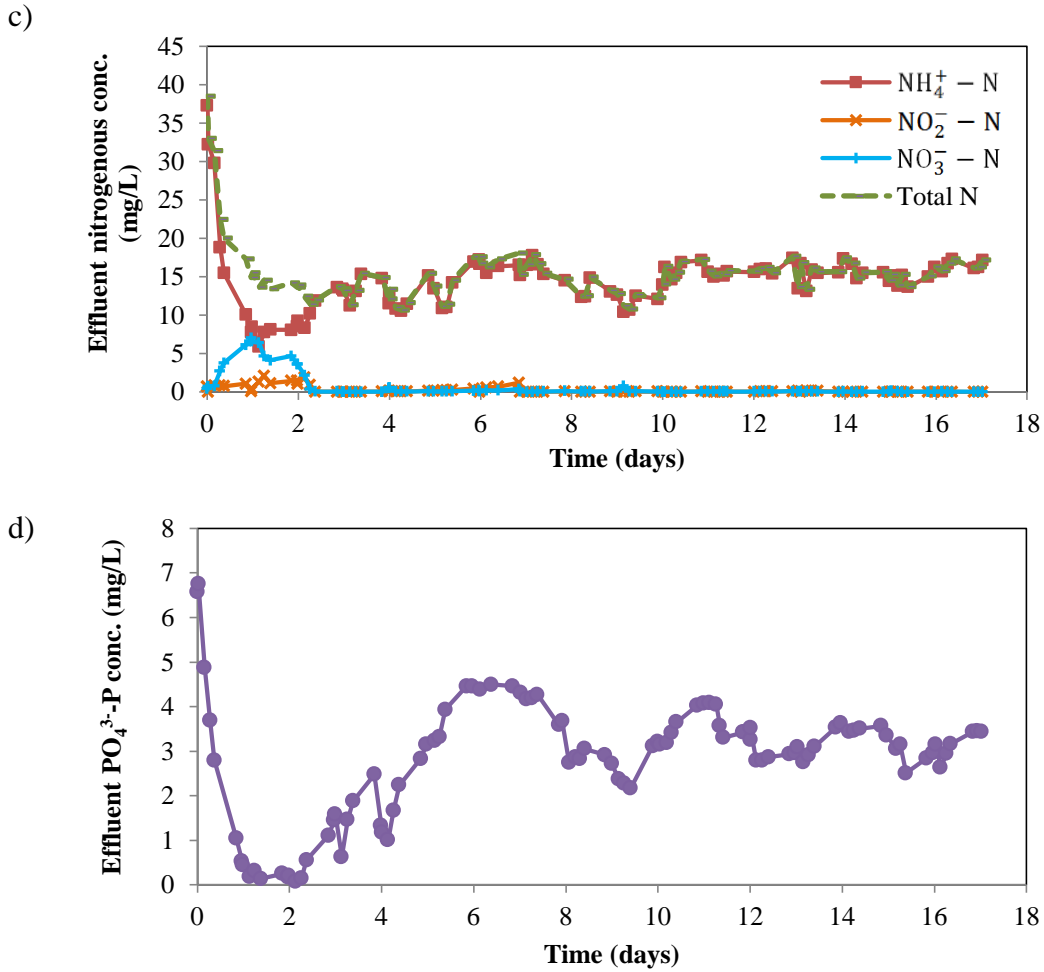 c)
Effluent nitrogenous conc.
(mg/L)
45
40
35
30
25
20
15
10
5
0
NH₄⁺ − N
NO₂⁻ − N
NO₃⁻ − N
Total N
0 2 4 6 8 10 12 14 16 18
Time (days)
d)
Effluent PO₄³-P conc. (mg/L)
8
7
6
5
4
3
2
1
0
0 2 4 6 8 10 12 14 16 18
Time (days)